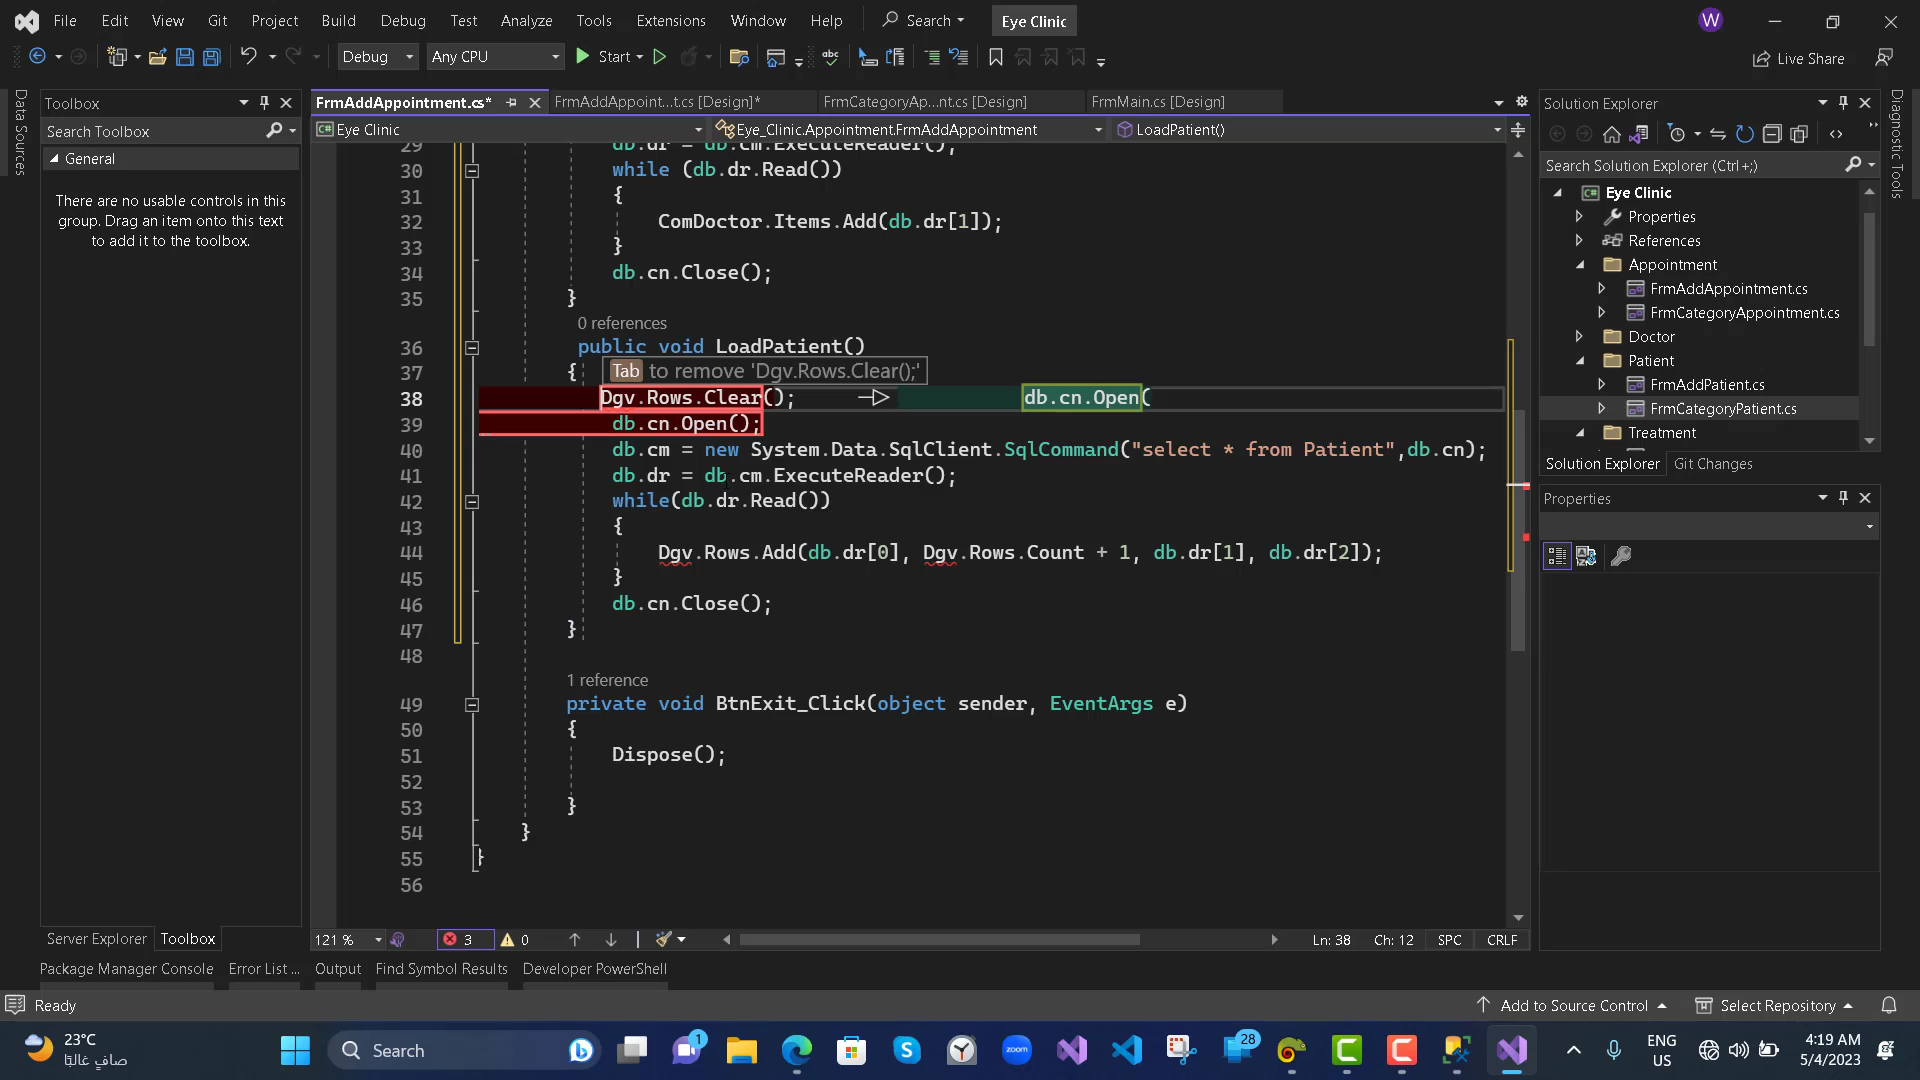 File Edit View Git Project Build Debug Test Analyze Tools Extensions Window Help Search Eye Clinic W
Debug Any CPU Start Live Share
Data Sources
Toolbox
Search Toolbox
General
There are no usable controls in this
group. Drag an item onto this text
to add it to the toolbox.
Server Explorer Toolbox
FrmAddAppointment.cs* FrmAddAppoint...t.cs [Design]* FrmCategoryAp...nt.cs [Design] FrmMain.cs [Design]
Eye Clinic Eye_Clinic.Appointment.FrmAddAppointment LoadPatient()
29 db.dr = db.cm.ExecuteReader();
30 while (db.dr.Read())
31 {
32 ComDoctor.Items.Add(db.dr[1]);
33 }
34 db.cn.Close();
35 }
0 references
36 public void LoadPatient()
37 { Tab to remove 'Dgv.Rows.Clear();'
38 Dgv.Rows.Clear(); db.cn.Open(
39 db.cn.Open();
40 db.cm = new System.Data.SqlClient.SqlCommand("select * from Patient",db.cn);
41 db.dr = db.cm.ExecuteReader();
42 while(db.dr.Read())
43 {
44 Dgv.Rows.Add(db.dr[0], Dgv.Rows.Count + 1, db.dr[1], db.dr[2]);
45 }
46 db.cn.Close();
47 }
48
1 reference
49 private void BtnExit_Click(object sender, EventArgs e)
50 {
51 Dispose();
52
53 }
54 }
55 }
56
121 % 3 0 Ln: 38 Ch: 12 SPC CRLF
Solution Explorer
Search Solution Explorer (Ctrl+;)
Eye Clinic
Properties
References
Appointment
FrmAddAppointment.cs
FrmCategoryAppointment.cs
Doctor
Patient
FrmAddPatient.cs
FrmCategoryPatient.cs
Treatment
Solution Explorer Git Changes
Properties
Diagnostic Tools
Package Manager Console Error List ... Output Find Symbol Results Developer PowerShell
Ready Add to Source Control Select Repository
23°C
صافٍ غالبًا
Search 1 zoom 28
ENG
US
4:19 AM
5/4/2023